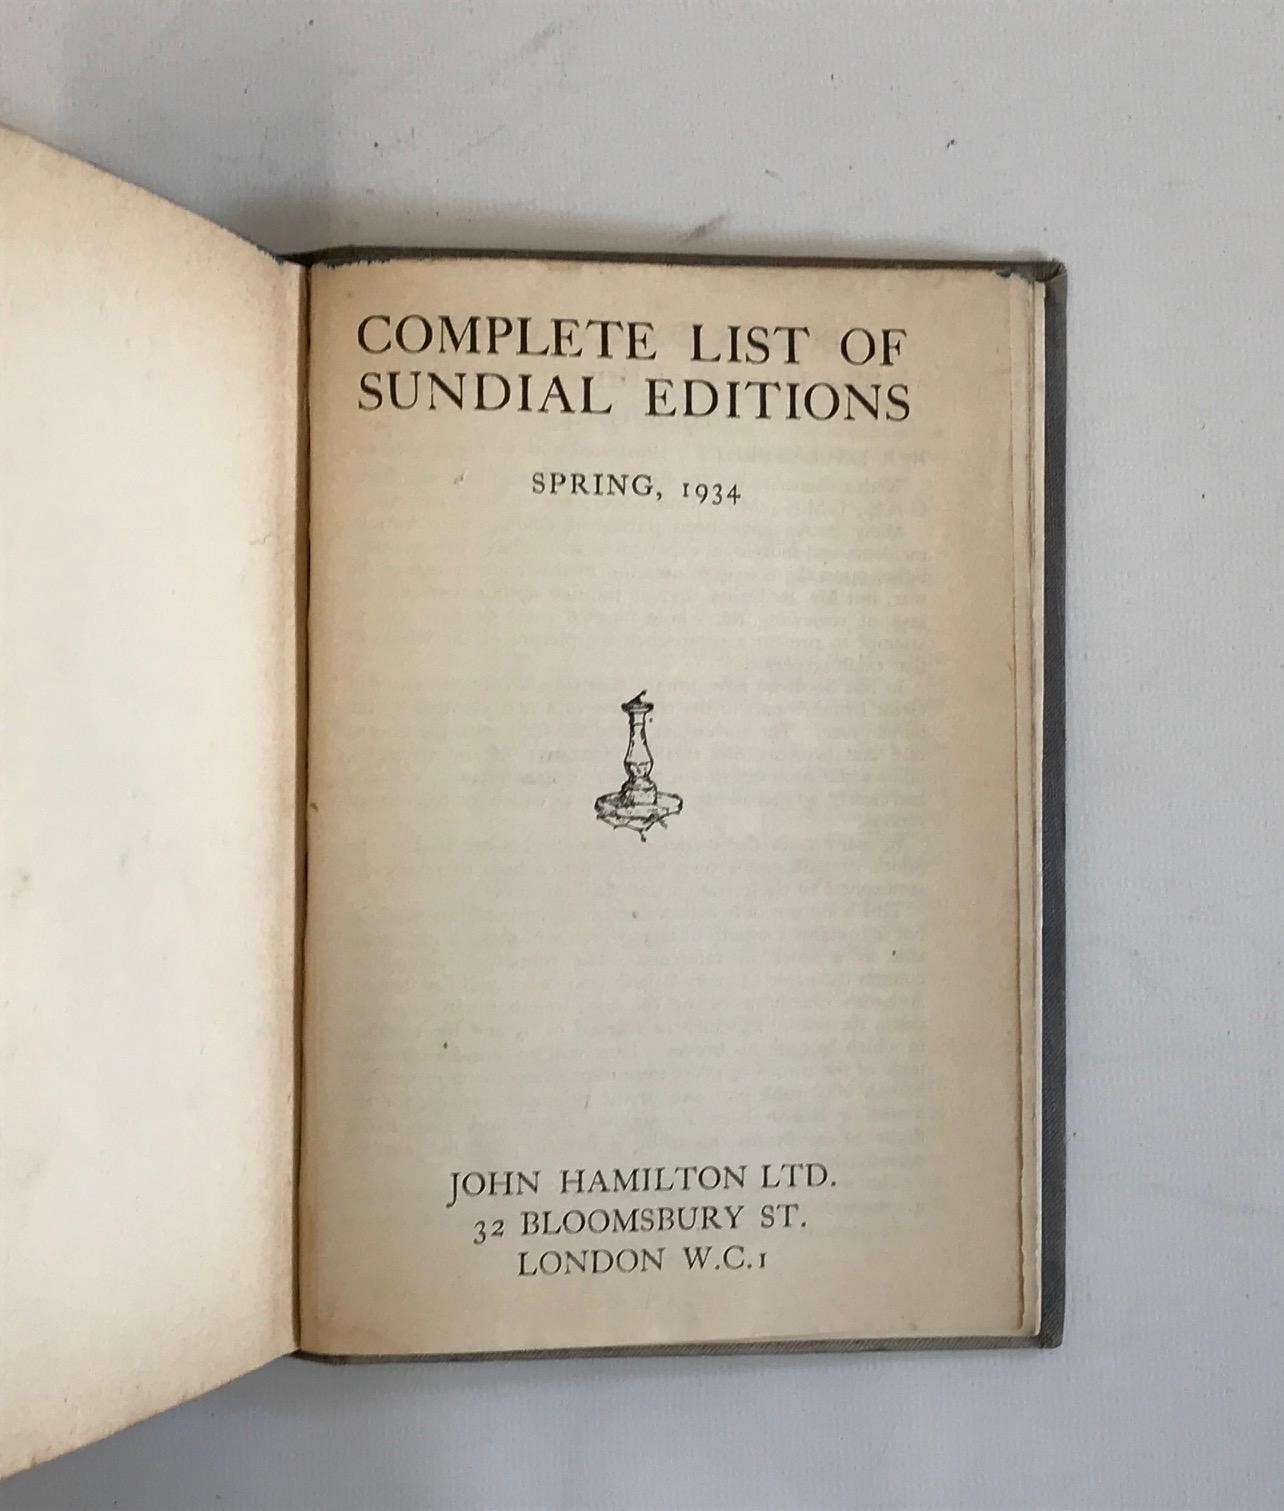 COMPLETE LIST OF
SUNDIAL EDITIONS
SPRING, 1934
JOHN HAMILTON LTD.
32 BLOOMSBURY ST.
LONDON W.C.1